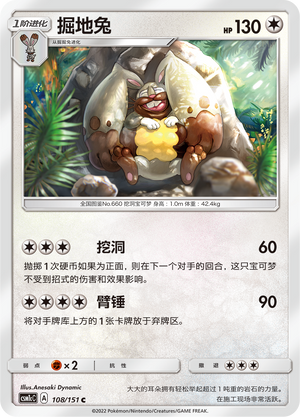 1阶进化 掘地兔 HP 130
从掘掘兔进化
全国图鉴No.660 挖洞宝可梦 身高：1.0m 体重：42.4kg
挖洞 60
抛掷1次硬币如果为正面，则在下一个对手的回合，这只宝可梦
不受到招式的伤害和效果影响。
臂锤 90
将对手牌库上方的1张卡牌放于弃牌区。
弱点 ×2 抗性 撤退
Illus.Anesaki Dynamic
csm1cC A 108/151 C
大大的耳朵拥有轻松举起超过1吨重的岩石的力量。
在施工现场非常活跃。
©2022 Pokémon/Nintendo/Creatures/GAME FREAK.